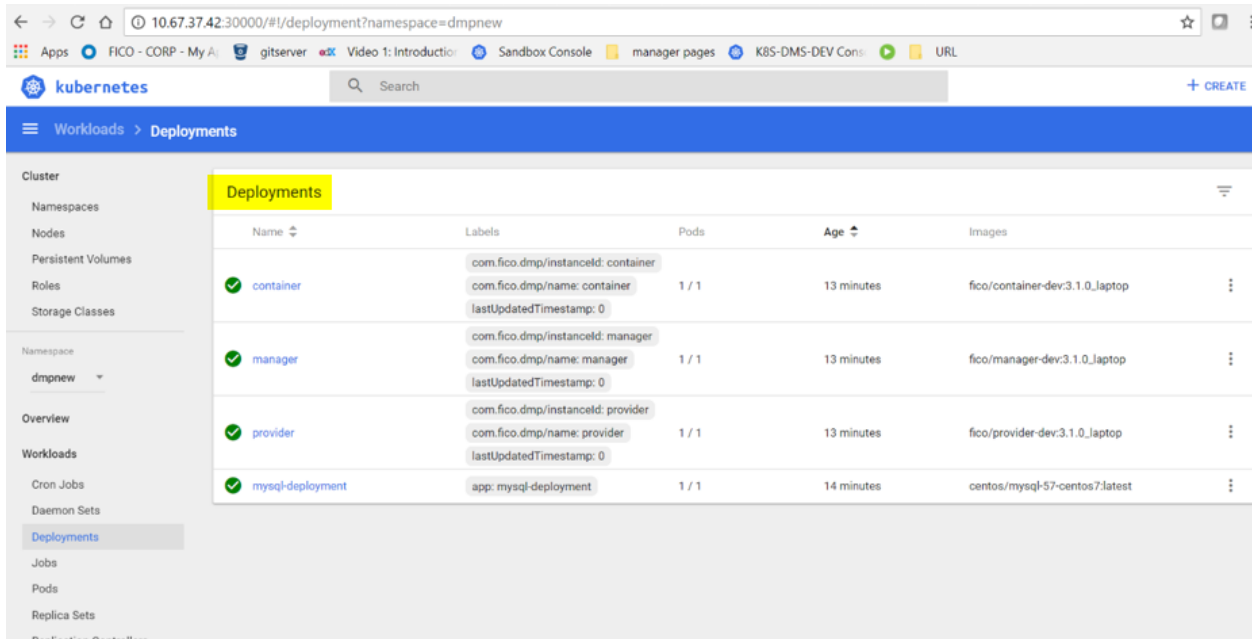 10.67.37.42:30000/#!/deployment?namespace=dmpnew
Apps FICO - CORP - My A gitserver edX Video 1: Introduction Sandbox Console manager pages K8S-DMS-DEV Cons URL
kubernetes Search + CREATE
Workloads > Deployments
Cluster
Namespaces
Nodes
Persistent Volumes
Roles
Storage Classes
Namespace
dmpnew
Overview
Workloads
Cron Jobs
Daemon Sets
Deployments
Jobs
Pods
Replica Sets
Replication Controllers
Deployments
Name Labels Pods Age Images
com.fico.dmp/instanceId: container
container com.fico.dmp/name: container 1 / 1 13 minutes fico/container-dev:3.1.0_laptop
lastUpdatedTimestamp: 0
com.fico.dmp/instanceId: manager
manager com.fico.dmp/name: manager 1 / 1 13 minutes fico/manager-dev:3.1.0_laptop
lastUpdatedTimestamp: 0
com.fico.dmp/instanceId: provider
provider com.fico.dmp/name: provider 1 / 1 13 minutes fico/provider-dev:3.1.0_laptop
lastUpdatedTimestamp: 0
mysql-deployment app: mysql-deployment 1 / 1 14 minutes centos/mysql-57-centos7:latest